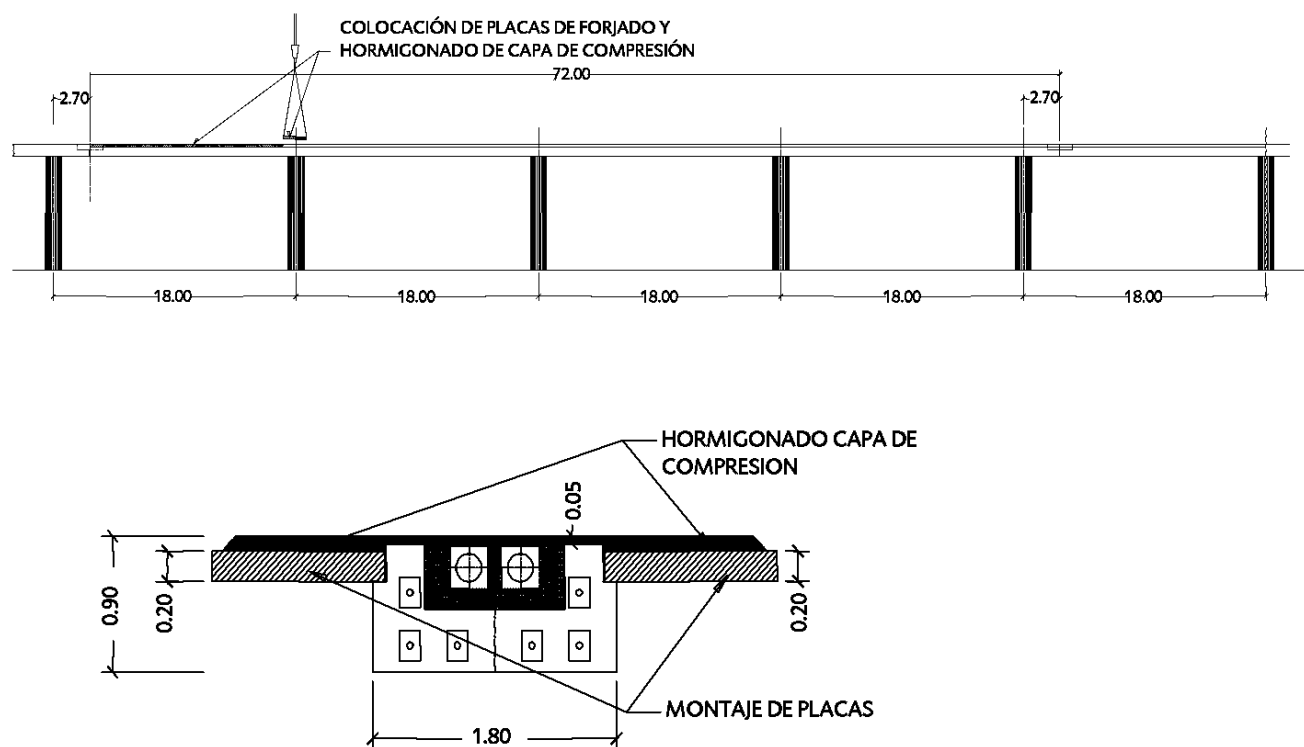 COLOCACIÓN DE PLACAS DE FORJADO Y
HORMIGONADO DE CAPA DE COMPRESIÓN
72.00
2.70
2.70
18.00
18.00
18.00
18.00
18.00
HORMIGONADO CAPA DE
COMPRESION
0.05
0.90
0.20
0.20
MONTAJE DE PLACAS
1.80